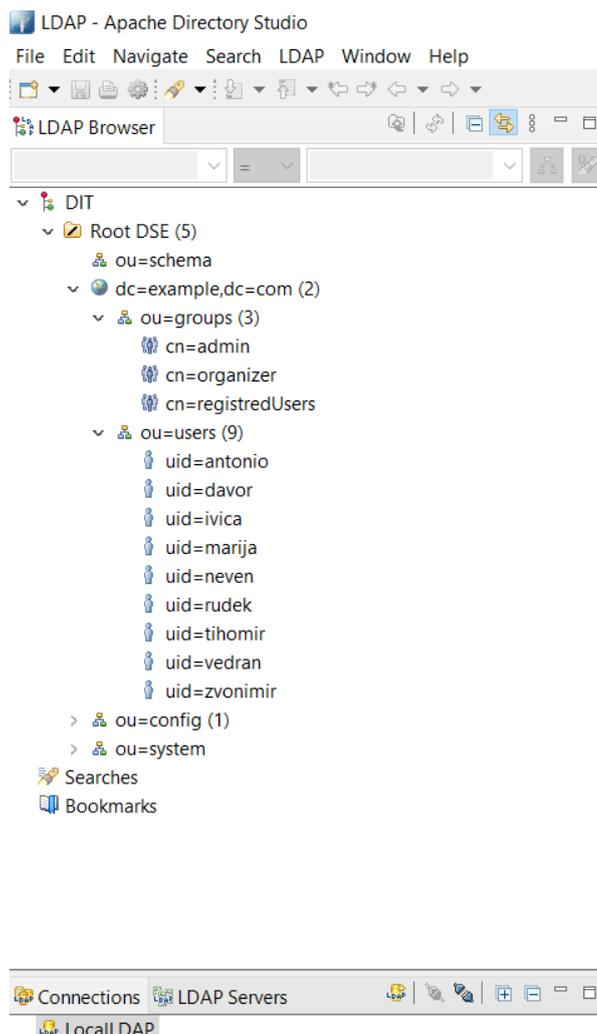 LDAP - Apache Directory Studio
File Edit Navigate Search LDAP Window Help
LDAP Browser
=
DIT
Root DSE (5)
ou=schema
dc=example,dc=com (2)
ou=groups (3)
cn=admin
cn=organizer
cn=registredUsers
ou=users (9)
uid=antonio
uid=davor
uid=ivica
uid=marija
uid=neven
uid=rudek
uid=tihomir
uid=vedran
uid=zvonimir
ou=config (1)
ou=system
Searches
Bookmarks
Connections LDAP Servers
LocalLDAP